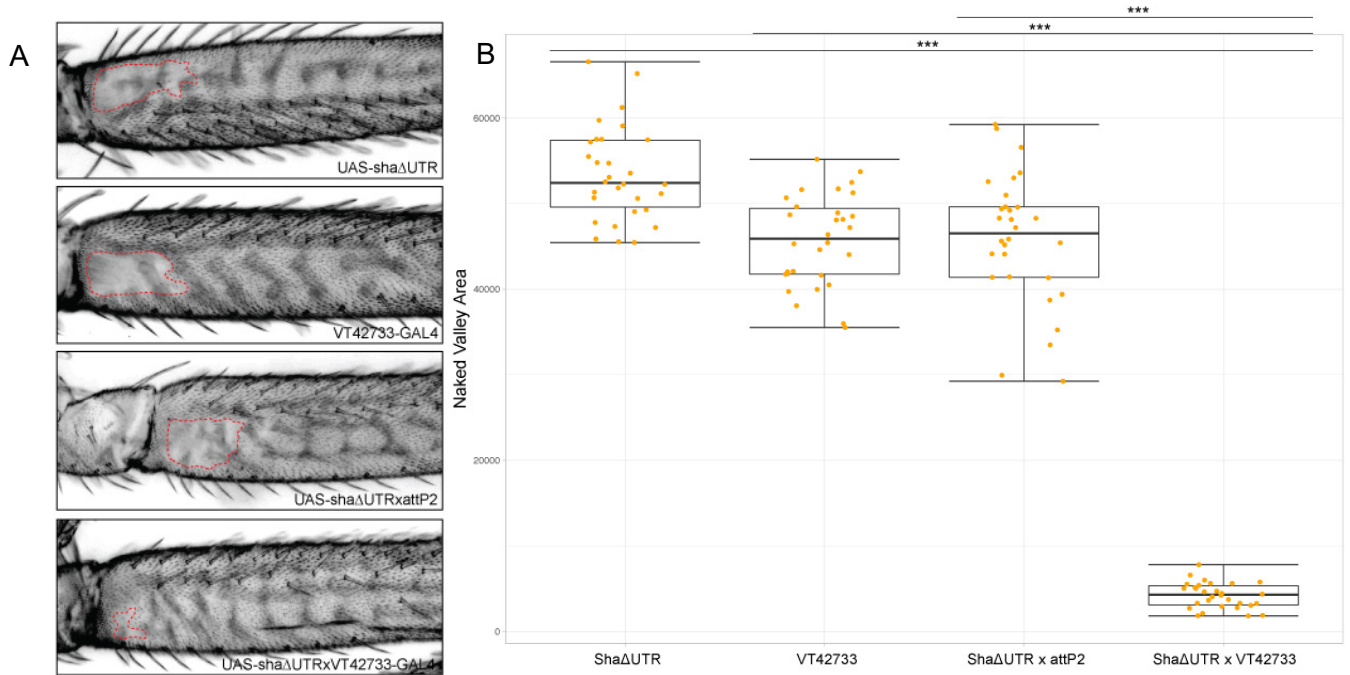 A
UAS-shaΔUTR
VT42733-GAL4
UAS-shaΔUTRxattP2
UAS-shaΔUTRxVT42733-GAL4
B
***
***
***
Naked Valley Area
60000
40000
20000
0
ShaΔUTR
VT42733
ShaΔUTR x attP2
ShaΔUTR x VT42733